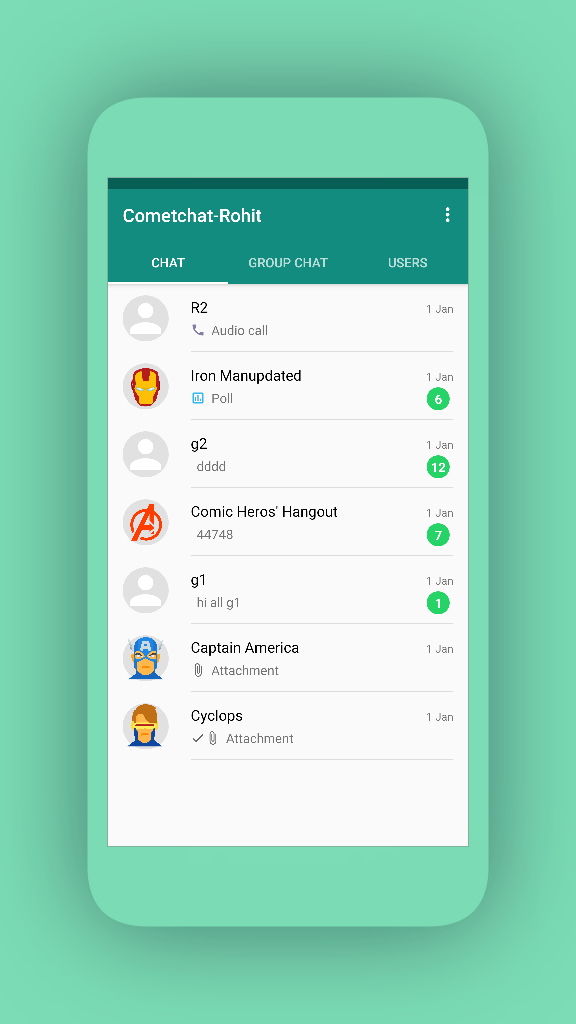 Cometchat-Rohit
CHAT GROUP CHAT USERS
R2 1 Jan
Audio call
Iron Manupdated 1 Jan
Poll 6
g2 1 Jan
dddd 12
Comic Heros' Hangout 1 Jan
44748 7
g1 1 Jan
hi all g1 1
Captain America 1 Jan
Attachment
Cyclops 1 Jan
Attachment